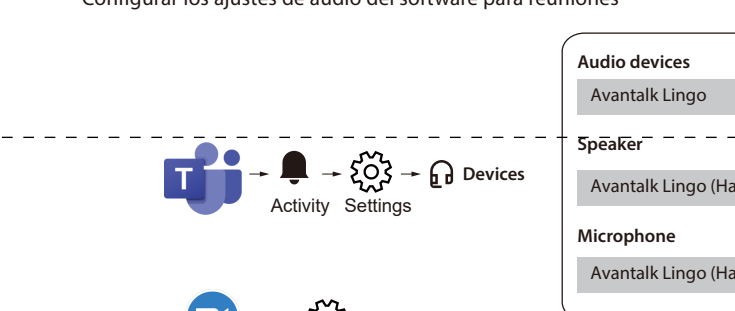 Configurar los ajustes de audio del software para reuniones
Audio devices
Avantalk Lingo
Speaker
T
Devices
Activity Settings
Avantalk Lingo (Ha
Microphone
Avantalk Lingo (Ha